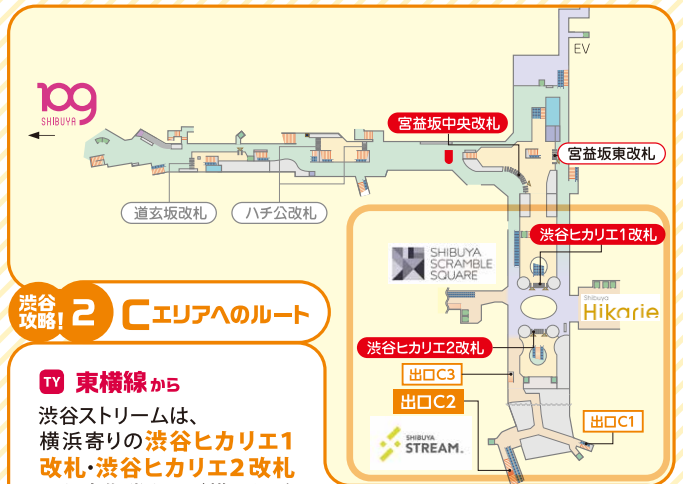 EV
109
SHIBUYA
宮益坂中央改札
宮益坂東改札
道玄坂改札
ハチ公改札
渋谷ヒカリエ1改札
SHIBUYA
SCRAMBLE
SQUARE
Shibuya
Hikarie
渋谷
攻略!
2
Cエリアへのルート
渋谷ヒカリエ2改札
出口C3
出口C2
出口C1
SHIBUYA
STREAM.
TY 東横線から
渋谷ストリームは、
横浜寄りの渋谷ヒカリエ1
改札・渋谷ヒカリエ2改札